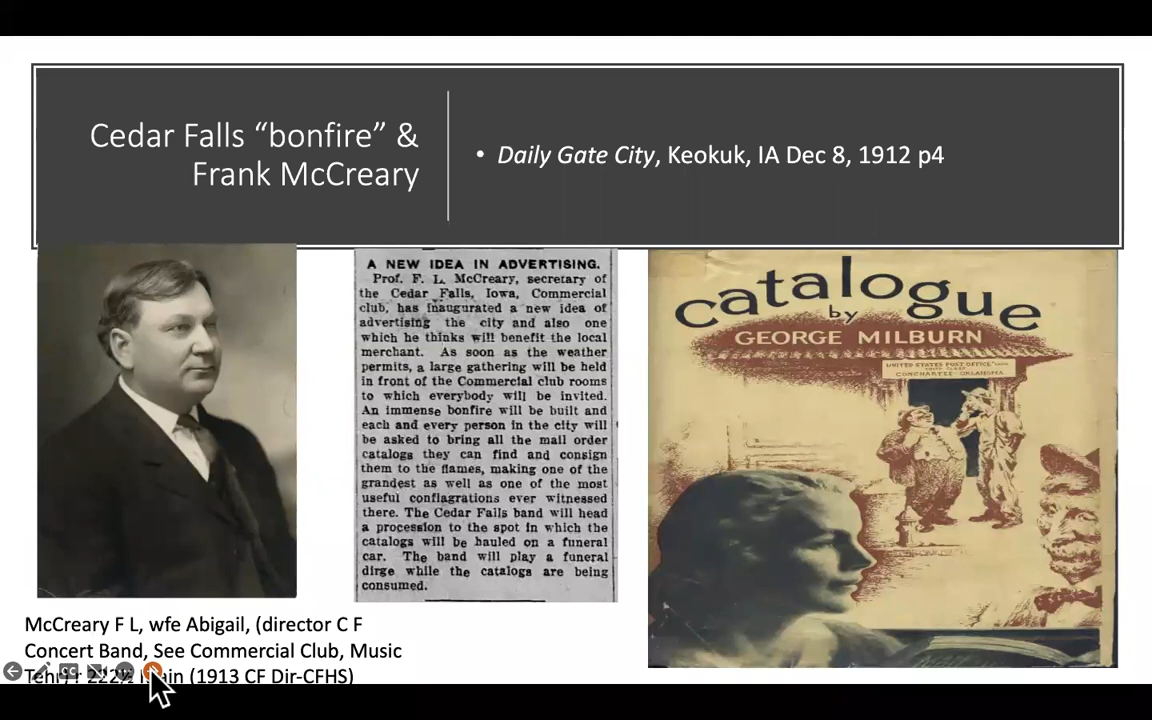 Cedar Falls “bonfire” &
Frank McCreary
• Daily Gate City, Keokuk, IA Dec 8, 1912 p4
A NEW IDEA IN ADVERTISING.
Prof. F. L. McCreary, secretary of
the Cedar Falls, Iowa, Commercial
club, has inaugurated a new idea of
advertising the city and also one
which he thinks will benefit the local
merchant. As soon as the weather
permits, a large gathering will be held
in front of the Commercial club rooms
to which everybody will be invited.
An immense bonfire will be built and
each and every person in the city will
be asked to bring all the mail order
catalogs they can find and consign
them to the flames, making one of the
grandest as well as one of the most
useful conflagrations ever witnessed
there. The Cedar Falls band will head
a procession to the spot in which the
catalogs will be hauled on a funeral
car. The band will play a funeral
dirge while the catalogs are being
consumed.
catalogue
by
GEORGE MILBURN
UNITED STATES POST OFFICE
CONCHARTEE-OKLAHOMA
McCreary F L, wfe Abigail, (director C F
Concert Band, See Commercial Club, Music
222½ (1913 CF Dir-CFHS)